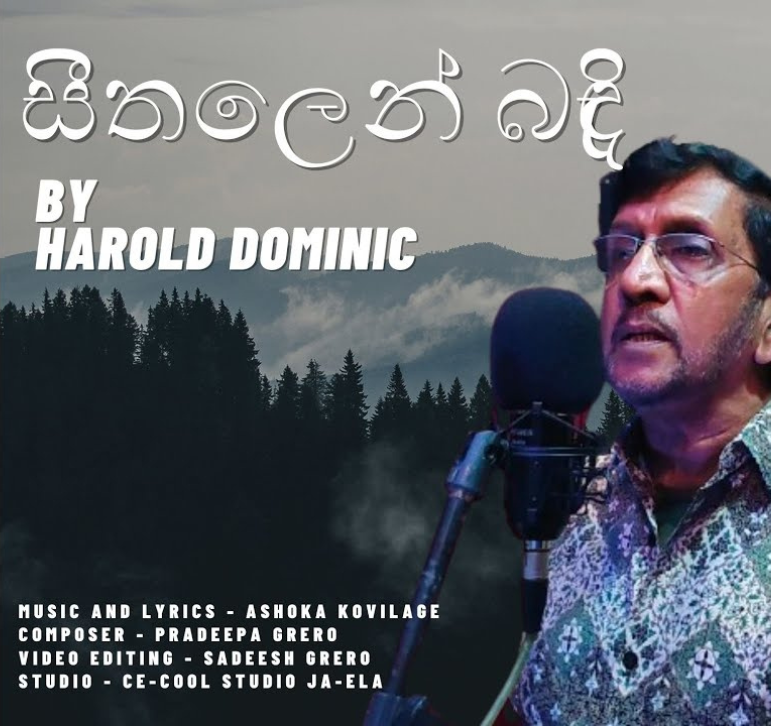 සීතලෙන් බඳි
BY
HAROLD DOMINIC
MUSIC AND LYRICS - ASHOKA KOVILAGE
COMPOSER - PRADEEPA GRERO
VIDEO EDITING - SADEESH GRERO
STUDIO - CE-COOL STUDIO JA-ELA